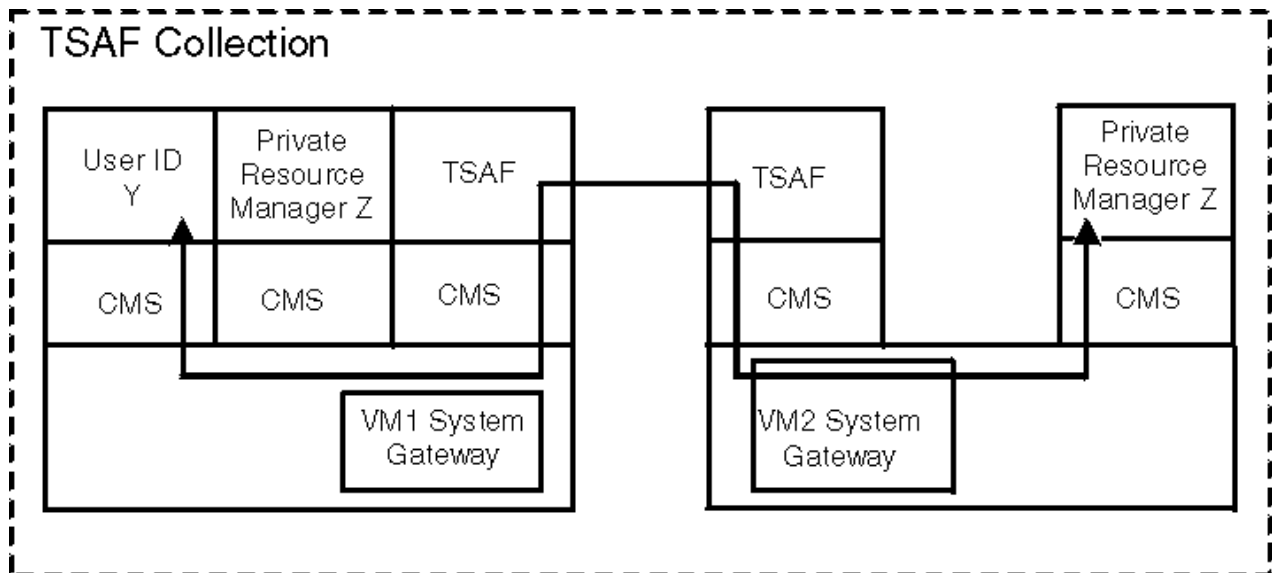 TSAF Collection
User ID
Y
Private
Resource
Manager Z
TSAF
TSAF
Private
Resource
Manager Z
CMS
CMS
CMS
CMS
CMS
VM1 System
Gateway
VM2 System
Gateway